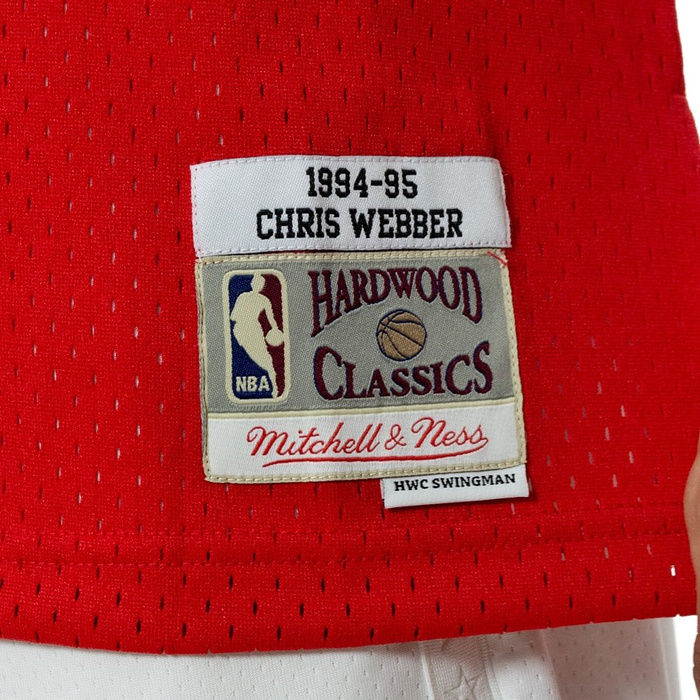 1994-95
CHRIS WEBBER
HARDWOOD
CLASSICS
NBA
Mitchell & Ness
HWC SWINGMAN